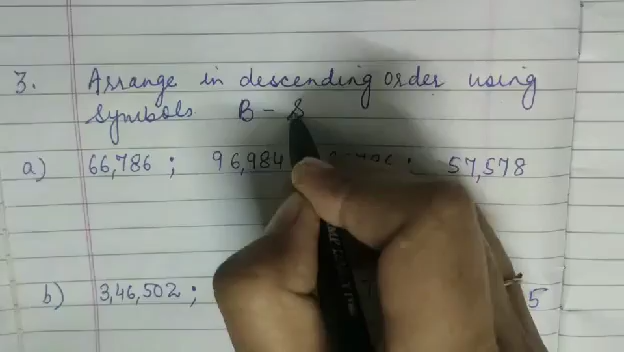 3. Arrange in descending order using
Symbols. B - S
a) 66,786 ; 96,984 ; 57,578
b) 3,46,502 ; 5